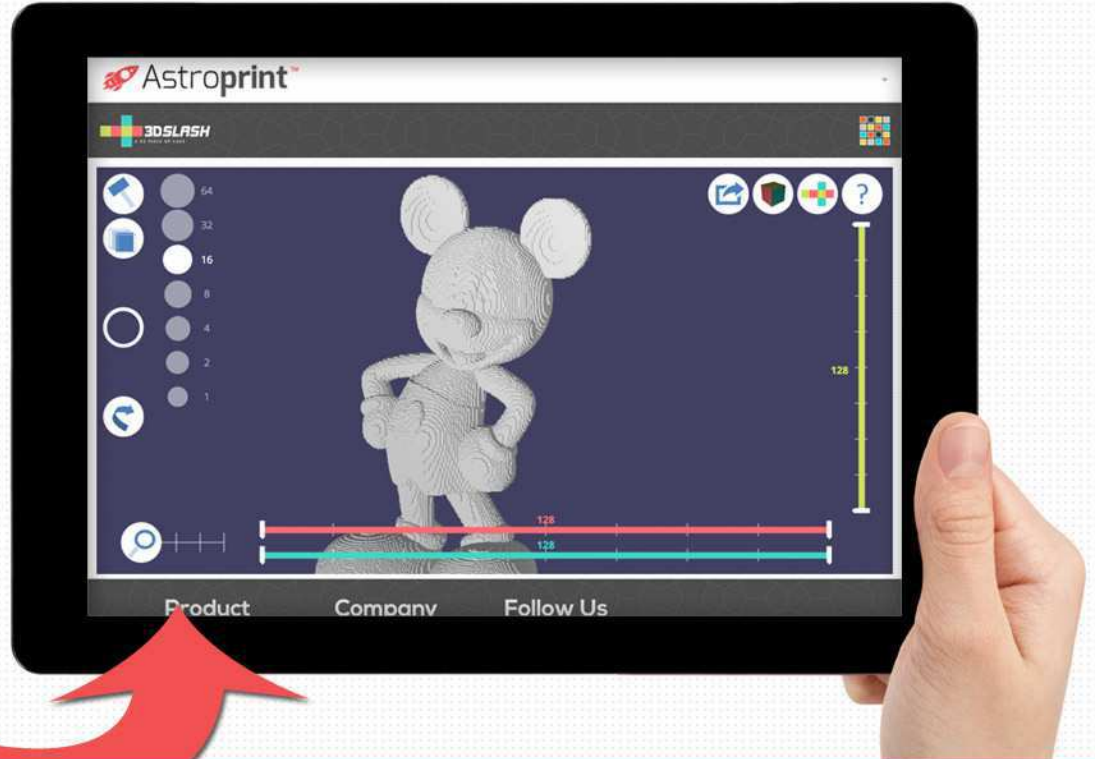 Astroprint™
3DSLASH
64
32
16
8
4
2
1
?
128
128
128
Product
Company
Follow Us